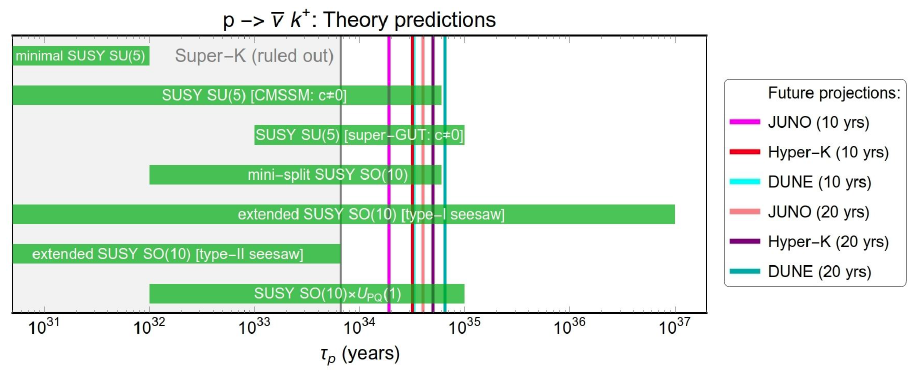 p −> ν̅ k⁺: Theory predictions
minimal SUSY SU(5)
Super−K (ruled out)
SUSY SU(5) [CMSSM: c≠0]
SUSY SU(5) [super−GUT: c≠0]
mini−split SUSY SO(10)
extended SUSY SO(10) [type−I seesaw]
extended SUSY SO(10) [type−II seesaw]
SUSY SO(10)×U_PQ(1)
10³¹ 10³² 10³³ 10³⁴ 10³⁵ 10³⁶ 10³⁷
τ_p (years)
Future projections:
JUNO (10 yrs)
Hyper−K (10 yrs)
DUNE (10 yrs)
JUNO (20 yrs)
Hyper−K (20 yrs)
DUNE (20 yrs)